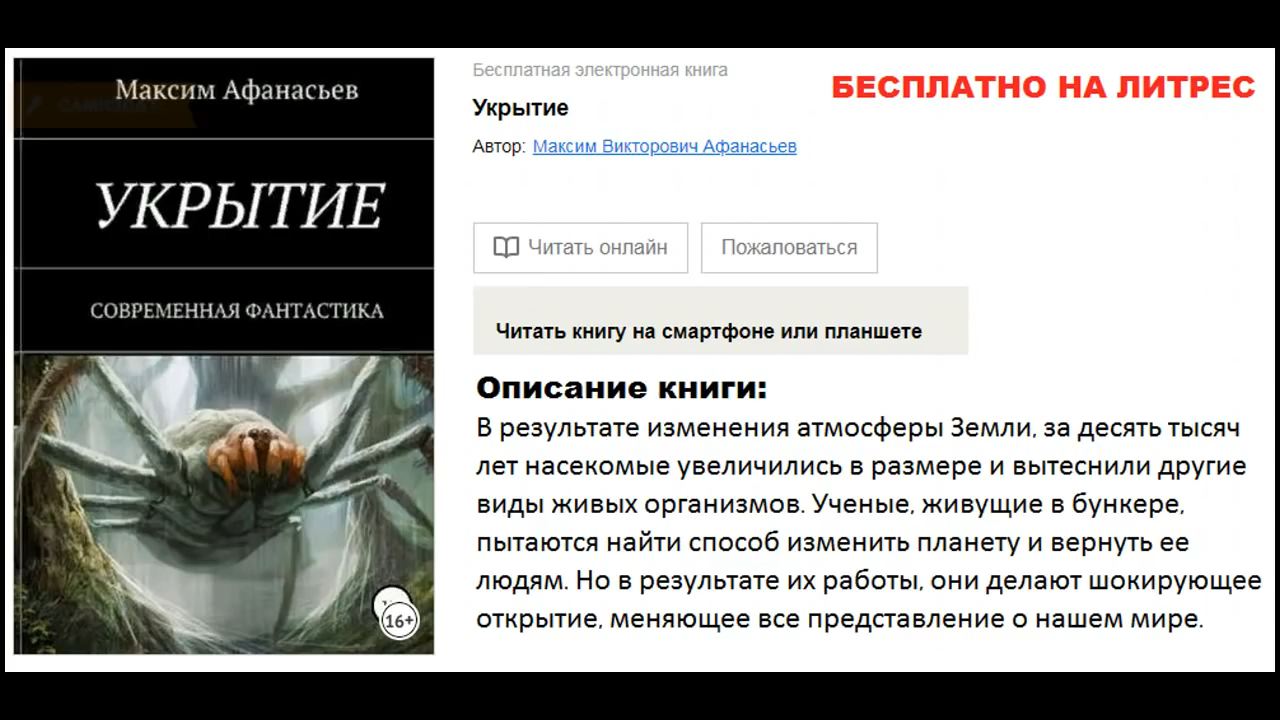 Максим Афанасьев
УКРЫТИЕ
СОВРЕМЕННАЯ ФАНТАСТИКА
16+
Бесплатная электронная книга
БЕСПЛАТНО НА ЛИТРЕС
Укрытие
Автор: Максим Викторович Афанасьев
Читать онлайн
Пожаловаться
Читать книгу на смартфоне или планшете
Описание книги:
В результате изменения атмосферы Земли, за десять тысяч
лет насекомые увеличились в размере и вытеснили другие
виды живых организмов. Ученые, живущие в бункере,
пытаются найти способ изменить планету и вернуть ее
людям. Но в результате их работы, они делают шокирующее
открытие, меняющее все представление о нашем мире.